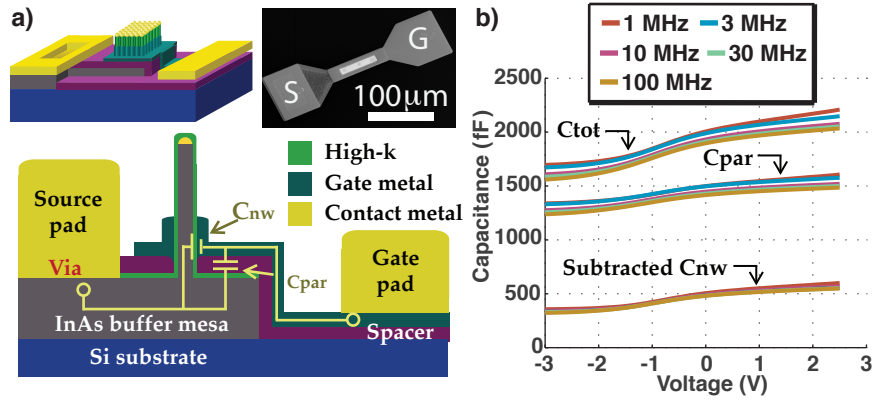 a)
S
G
100µm
High-k
Gate metal
Contact metal
Source
pad
Cnw
Via
Cpar
Gate
pad
InAs buffer mesa
Spacer
Si substrate
b)
1 MHz
3 MHz
10 MHz
30 MHz
100 MHz
Capacitance (fF)
2500
2000
1500
1000
500
0
Ctot
Cpar
Subtracted Cnw
-3
-2
-1
0
1
2
3
Voltage (V)